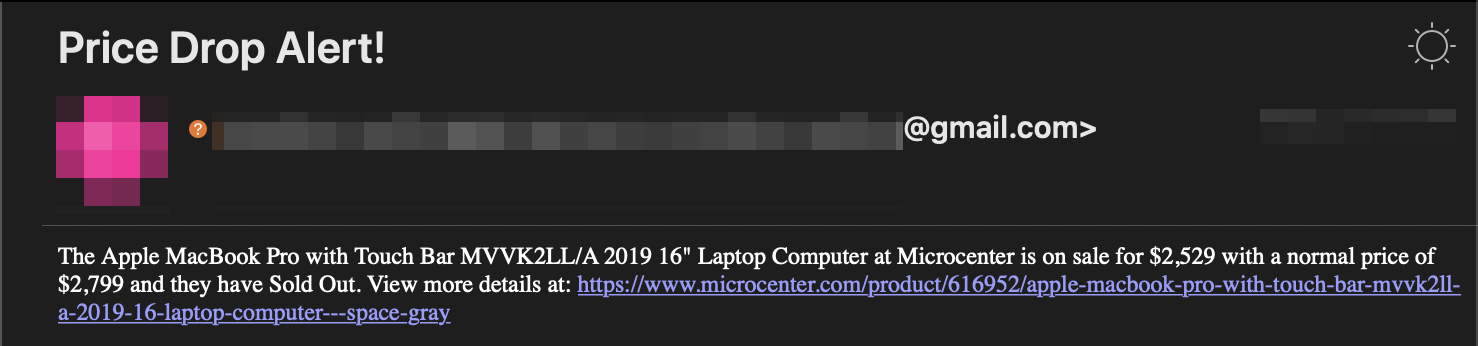 Price Drop Alert!
?
@gmail.com>
The Apple MacBook Pro with Touch Bar MVVK2LL/A 2019 16" Laptop Computer at Microcenter is on sale for $2,529 with a normal price of
$2,799 and they have Sold Out. View more details at: https://www.microcenter.com/product/616952/apple-macbook-pro-with-touch-bar-mvvk2ll-
a-2019-16-laptop-computer---space-gray